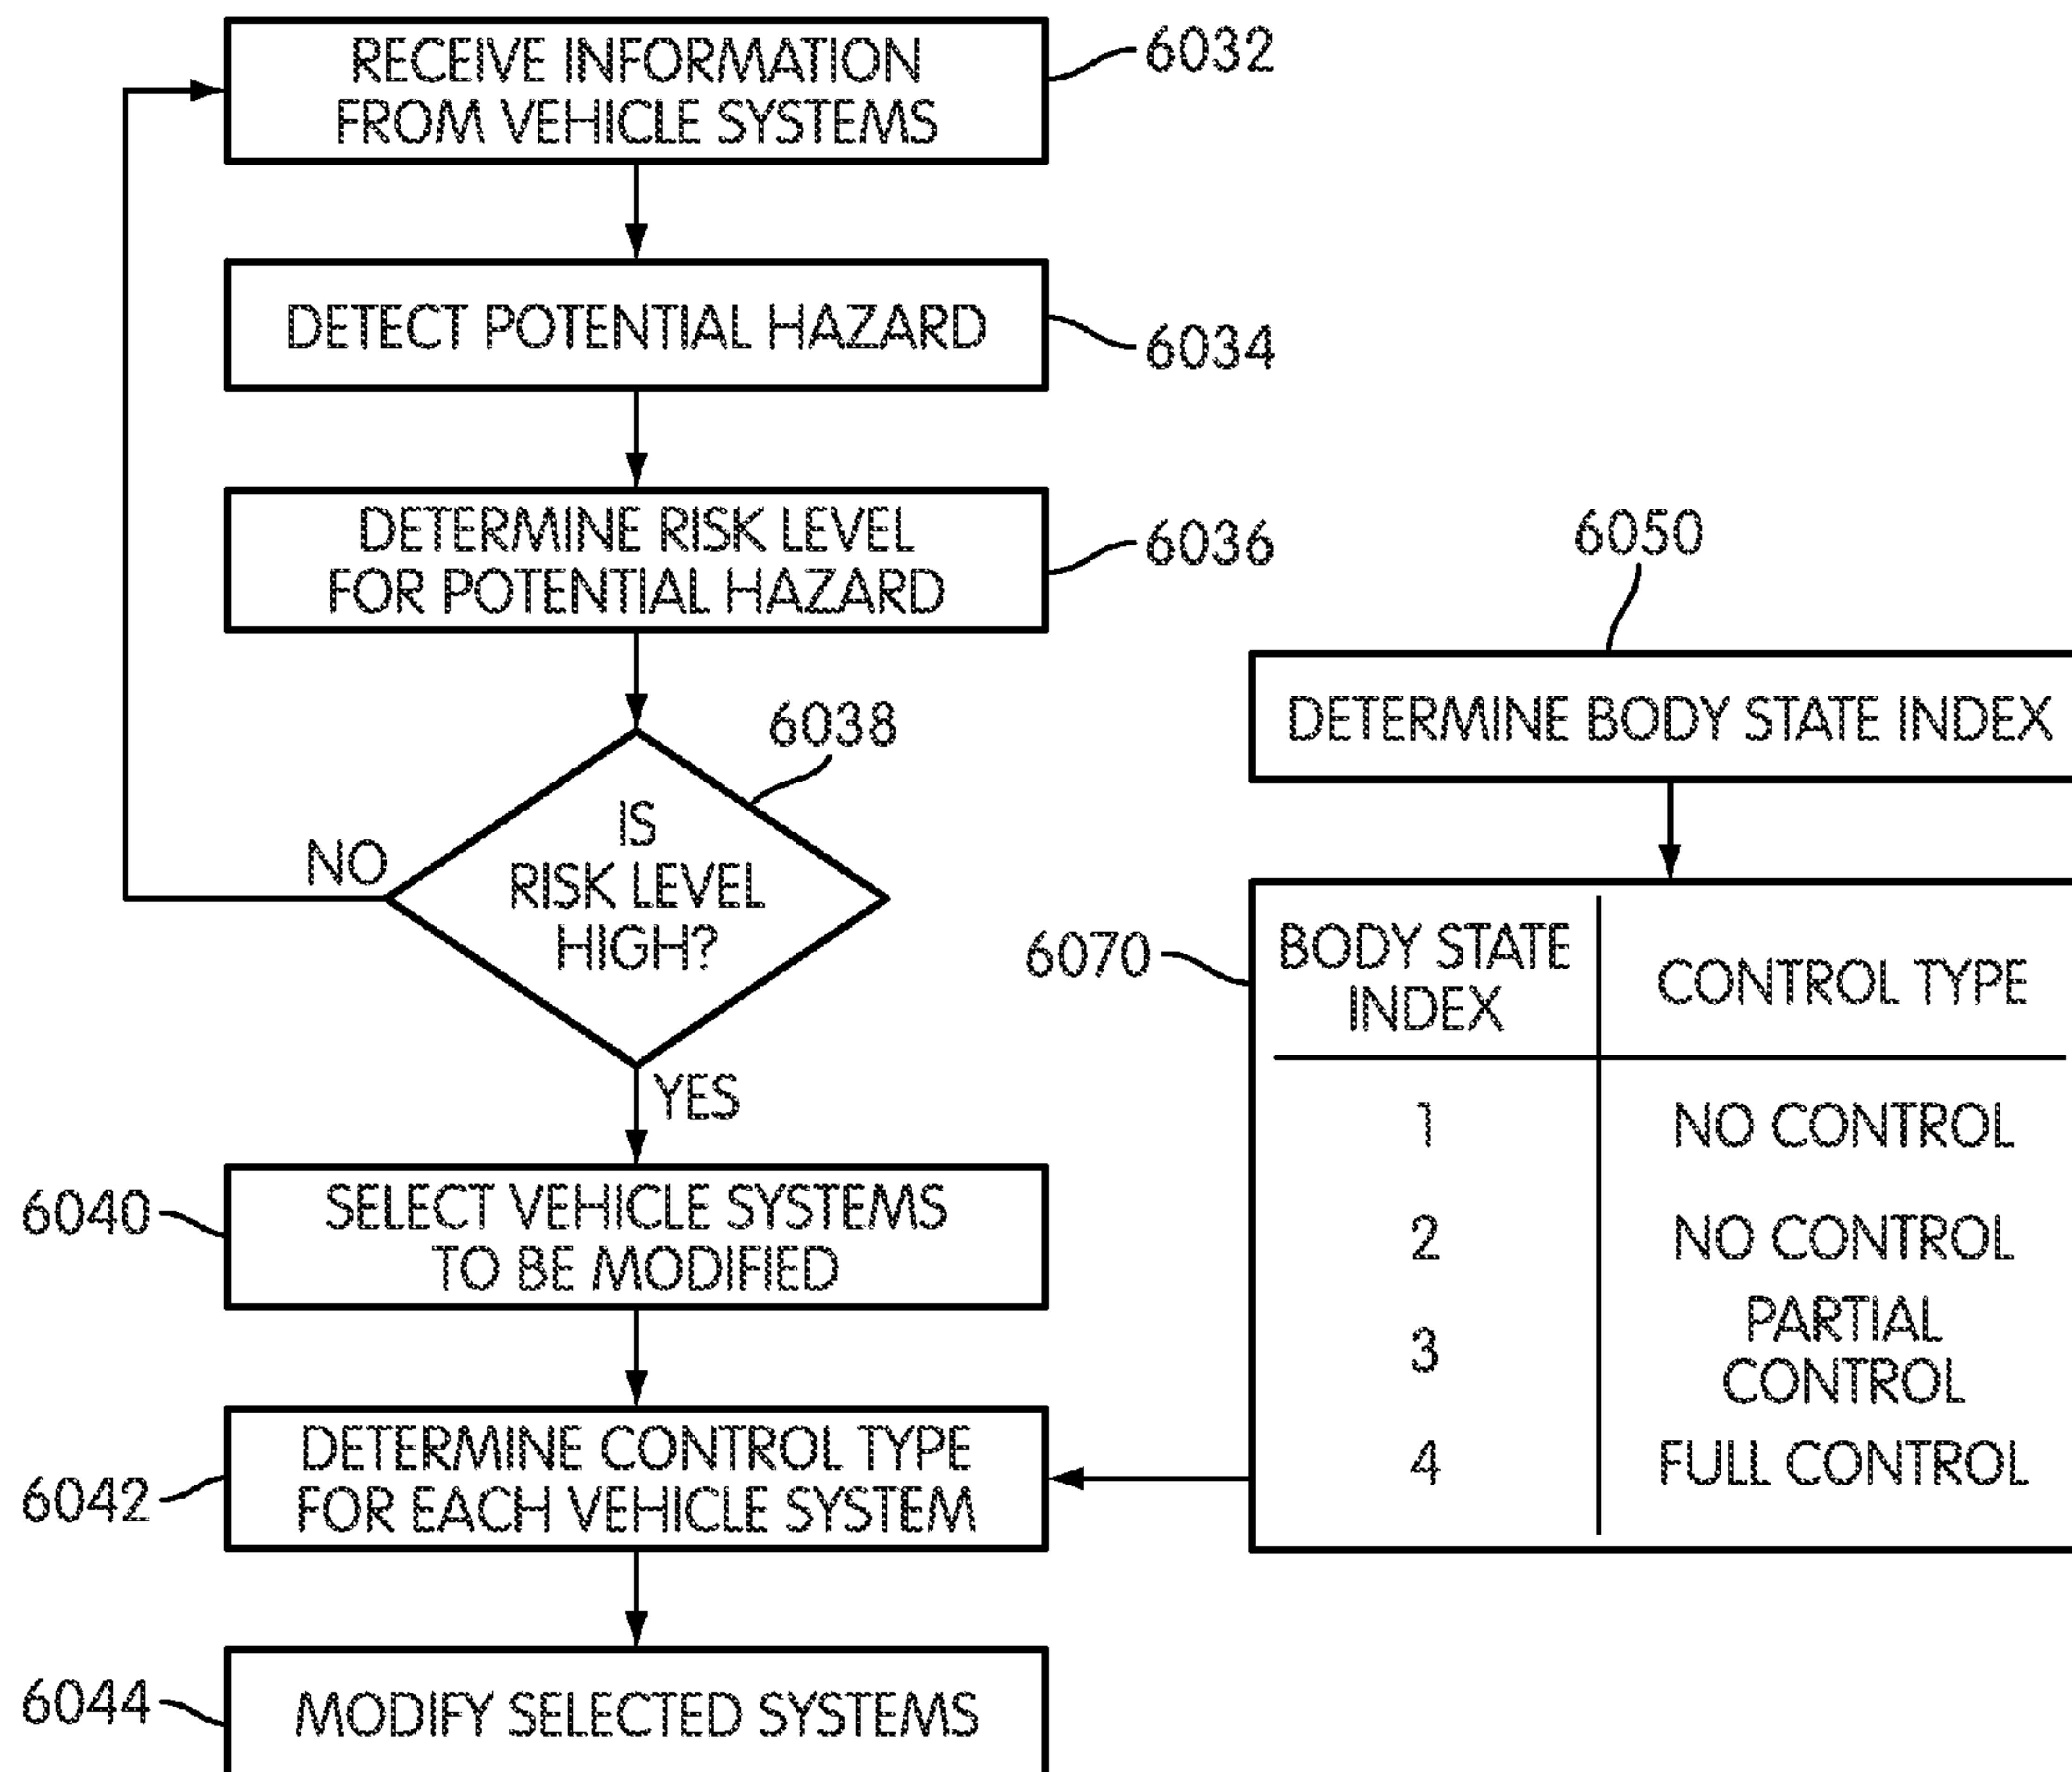 RECEIVE INFORMATION
FROM VEHICLE SYSTEMS
6032
DETECT POTENTIAL HAZARD
6034
DETERMINE RISK LEVEL
FOR POTENTIAL HAZARD
6036
6038
IS
RISK LEVEL
HIGH?
NO
YES
6040
SELECT VEHICLE SYSTEMS
TO BE MODIFIED
6042
DETERMINE CONTROL TYPE
FOR EACH VEHICLE SYSTEM
6044
MODIFY SELECTED SYSTEMS
6050
DETERMINE BODY STATE INDEX
6070
BODY STATE
INDEX
CONTROL TYPE
1 NO CONTROL
2 NO CONTROL
3 PARTIAL
CONTROL
4 FULL CONTROL